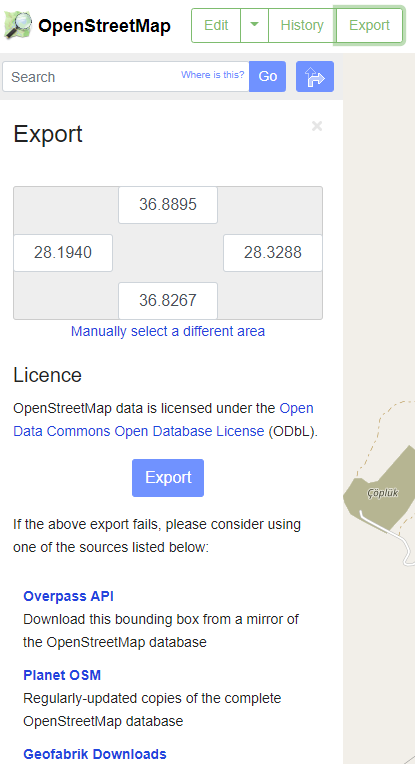 OpenStreetMap
Edit
History
Export
Search
Where is this?
Go
Export
×
36.8895
28.1940
28.3288
36.8267
Manually select a different area
Licence
OpenStreetMap data is licensed under the Open
Data Commons Open Database License (ODbL).
Export
If the above export fails, please consider using
one of the sources listed below:
Overpass API
Download this bounding box from a mirror of
the OpenStreetMap database
Planet OSM
Regularly-updated copies of the complete
OpenStreetMap database
Geofabrik Downloads
Çöplük